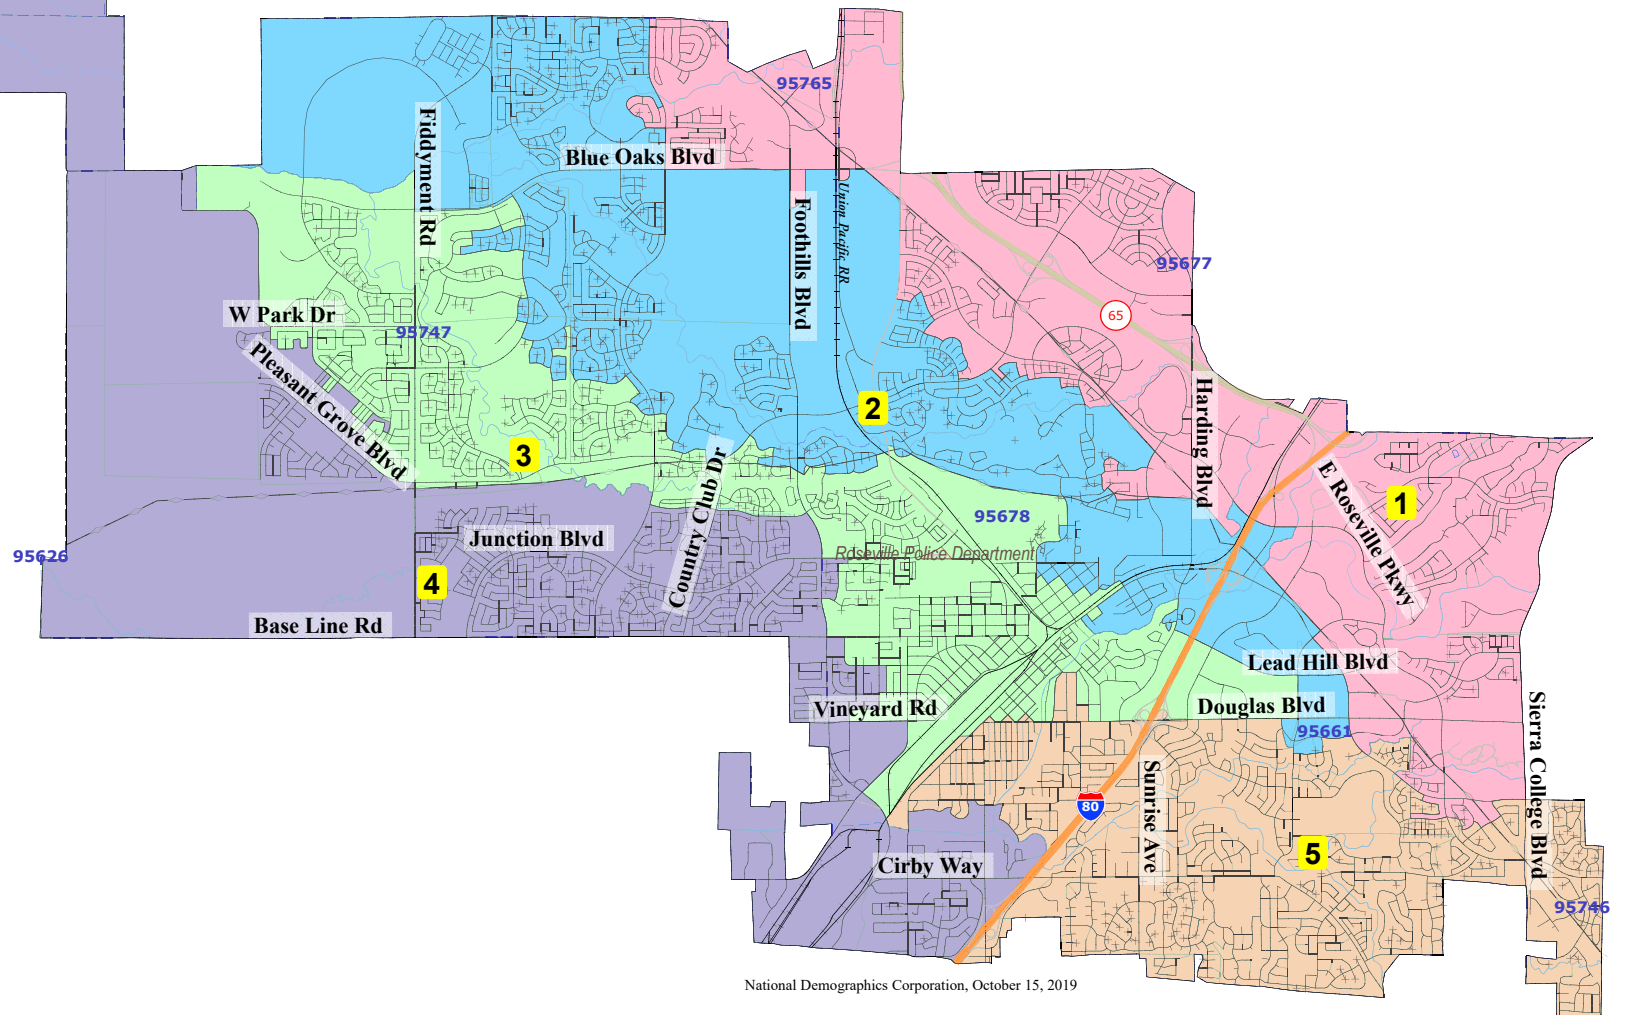 95765
Fiddyment Rd
Blue Oaks Blvd
Foothills Blvd
Union Pacific RR
95677
65
W Park Dr
95747
Pleasant Grove Blvd
2
3
Harding Blvd
Country Club Dr
E Roseville Pkwy
1
95678
Junction Blvd
Roseville Police Department
95626
4
Base Line Rd
Lead Hill Blvd
Vineyard Rd
Douglas Blvd
95661
Sierra College Blvd
Sunrise Ave
80
5
Cirby Way
95746
National Demographics Corporation, October 15, 2019